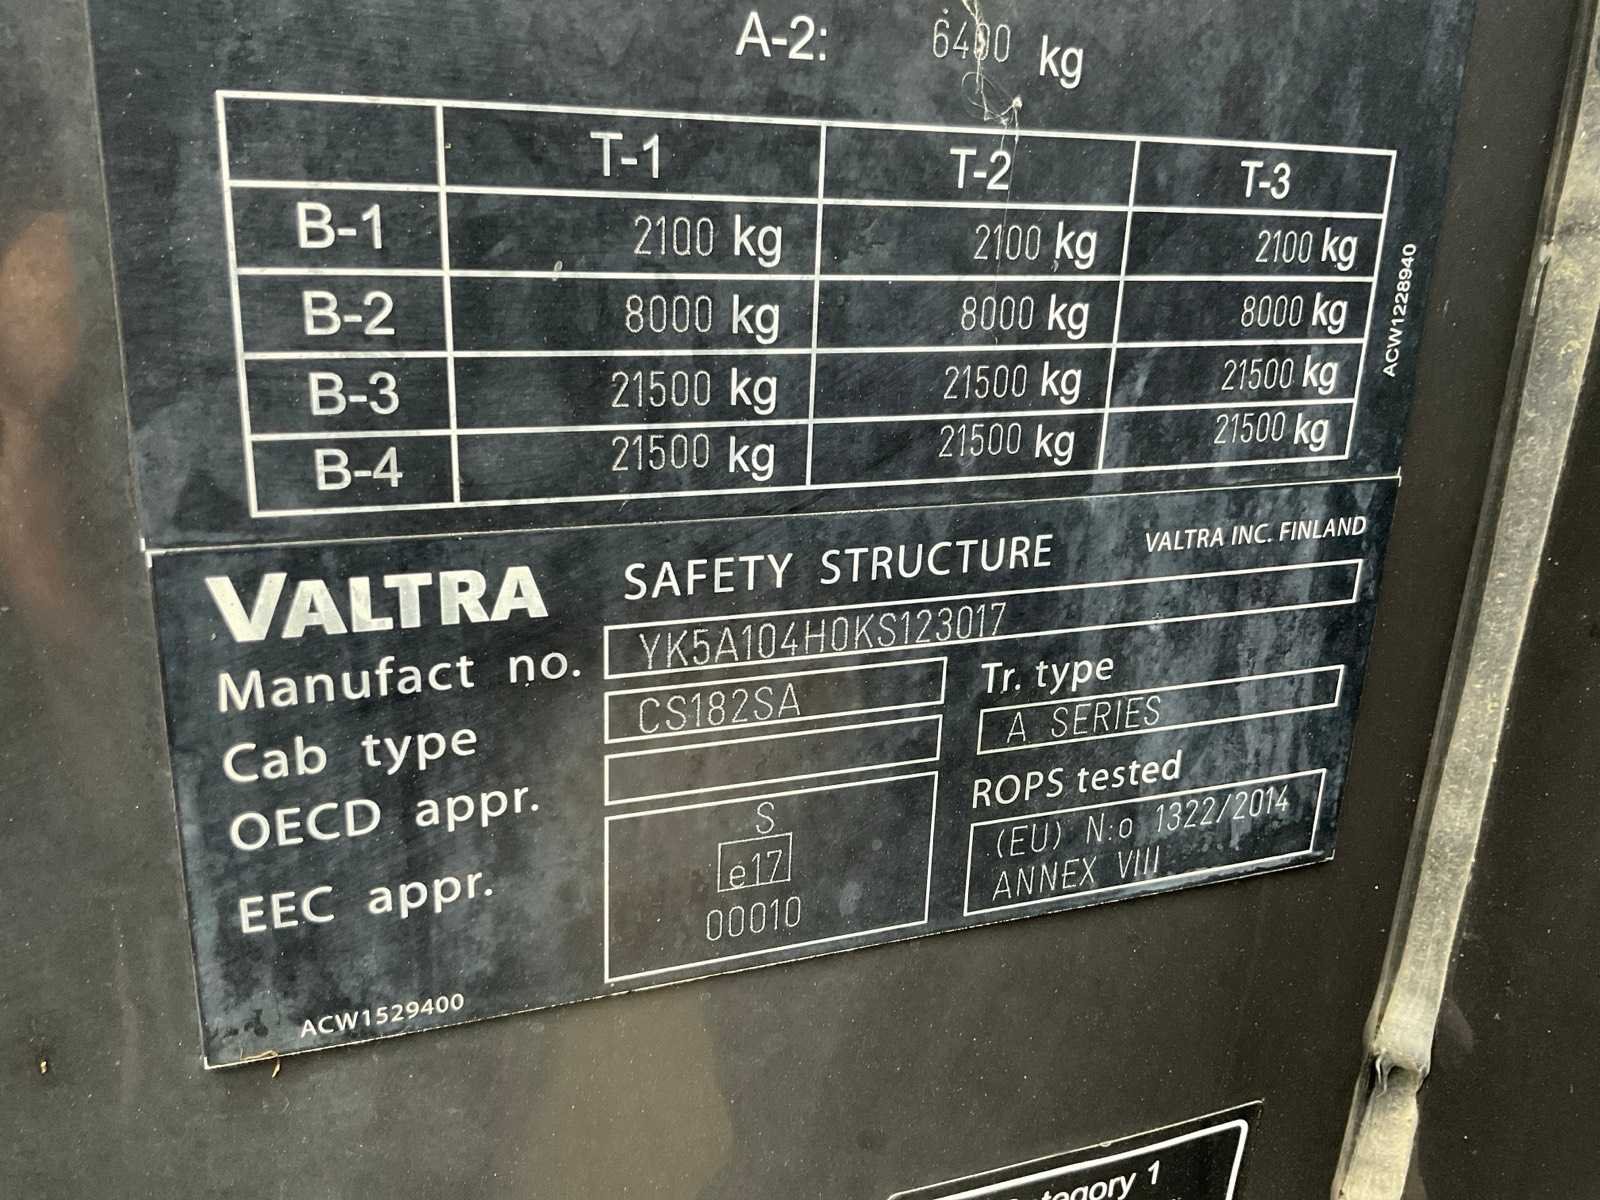 A-2: 6400 kg
T-1 T-2 T-3
B-1 2100 kg 2100 kg 2100 kg
B-2 8000 kg 8000 kg 8000 kg
B-3 21500 kg 21500 kg 21500 kg
B-4 21500 kg 21500 kg 21500 kg
ACW1228940
VALTRA SAFETY STRUCTURE VALTRA INC. FINLAND
Manufact no. YK5A104H0KS123017
Cab type CS182SA
Tr. type
A SERIES
OECD appr.
ROPS tested
(EU) N:o 1322/2014
ANNEX VIII
EEC appr.
S
e17
00010
ACW1529400
1